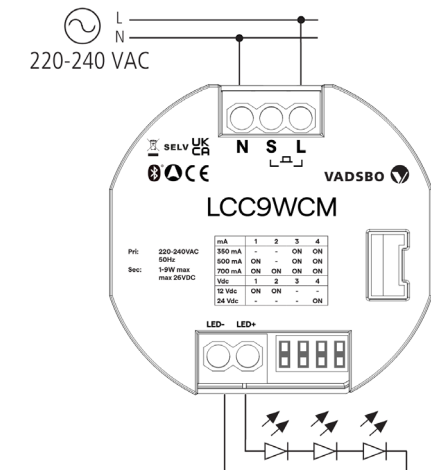 L
N
220-240 VAC
N S L
SELV UK CA
CE
VADSBO
LCC9WCM
Pri: 220-240VAC 50Hz
Sec: 1-9W max max 26VDC
mA 1 2 3 4
350 mA - - ON ON
500 mA ON - ON ON
700 mA ON ON ON ON
Vdc 1 2 3 4
12 Vdc ON ON - -
24 Vdc - - - ON
LED- LED+